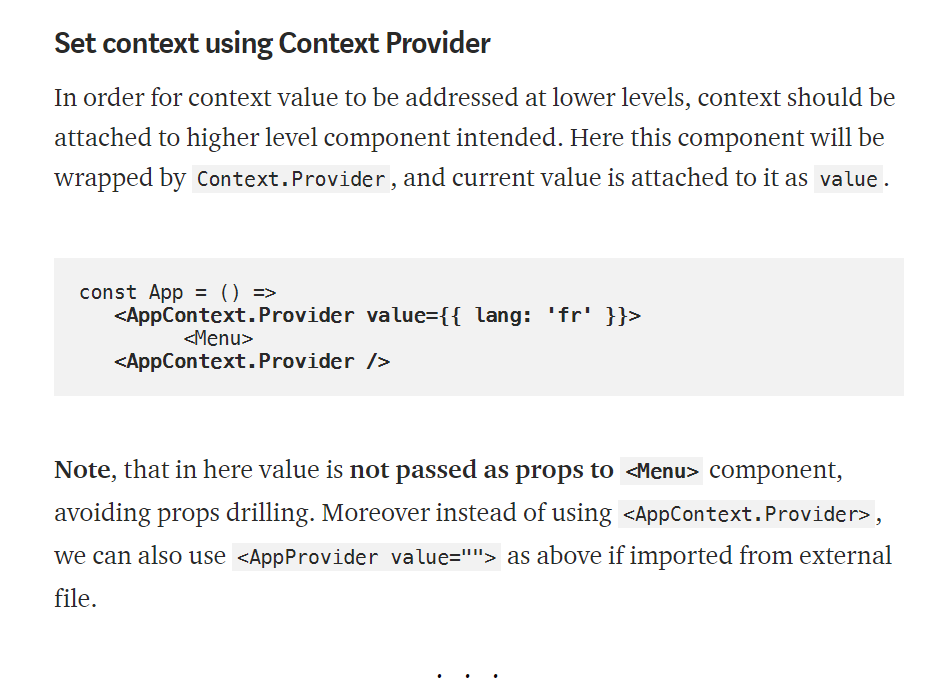 Set context using Context Provider
In order for context value to be addressed at lower levels, context should be
attached to higher level component intended. Here this component will be
wrapped by Context.Provider, and current value is attached to it as value.
const App = () =>
<AppContext.Provider value={{ lang: 'fr' }}>
<Menu>
<AppContext.Provider />
Note, that in here value is not passed as props to <Menu> component,
avoiding props drilling. Moreover instead of using <AppContext.Provider>,
we can also use <AppProvider value=""> as above if imported from external
file.
. . .